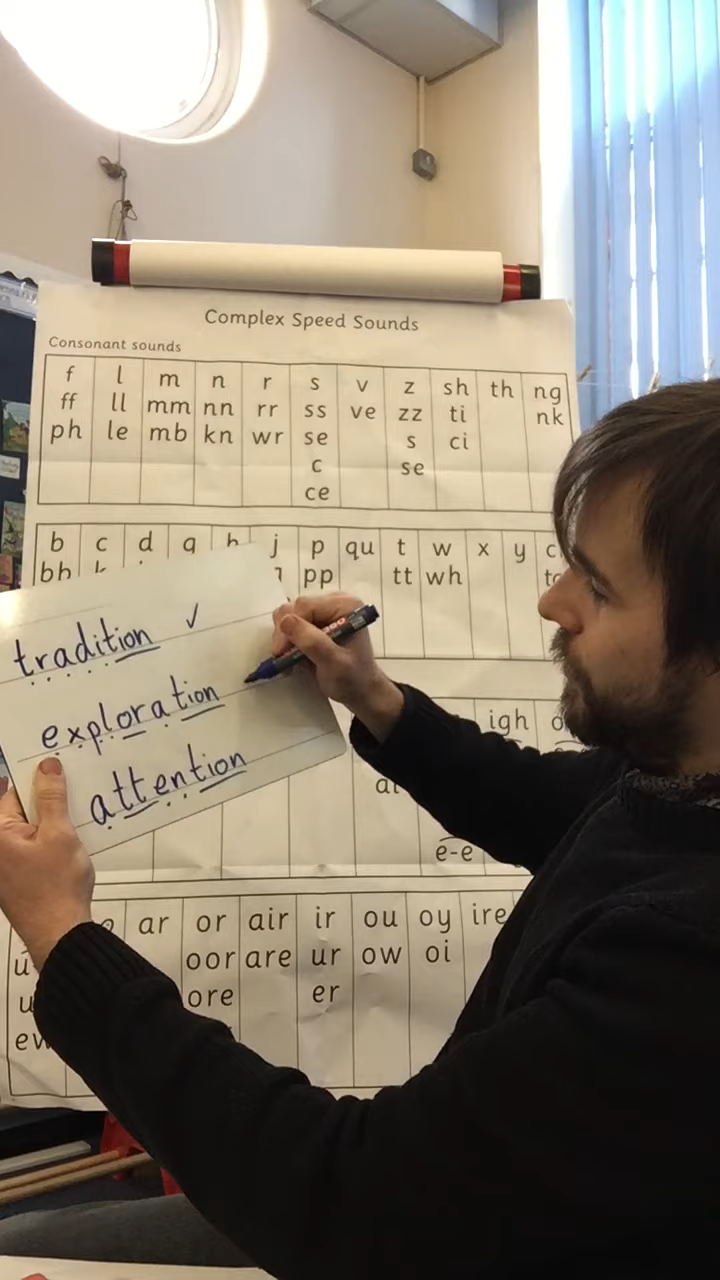 Complex Speed Sounds
Consonant sounds
f l m n r s v z sh th ng
ff ll mm nn rr ss ve zz ti nk
ph le mb kn wr se s ci
c se
ce
b c d g h j p qu t w x y
bb pp tt wh
tradition ✓
exploration
attention
igh
e-e
ar or air ir ou oy ire
oor are ur ow oi
ore er